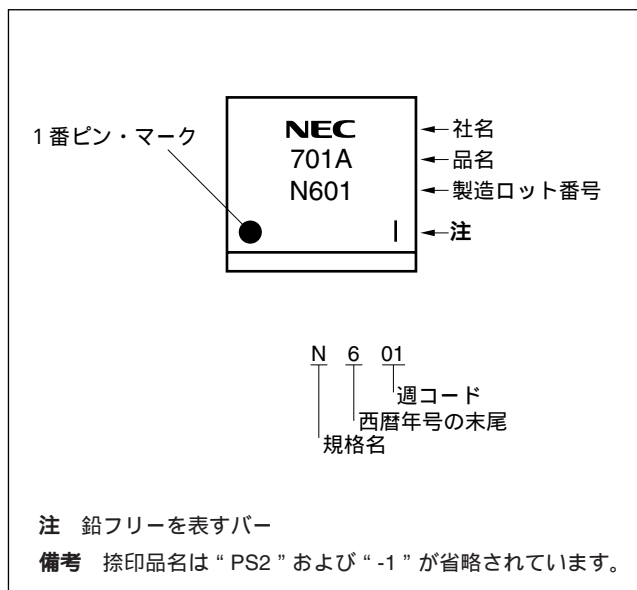 1番ピン・マーク
NEC
701A
N601
社名
品名
製造ロット番号
注
N 6 01
週コード
西暦年号の末尾
規格名
注 鉛フリーを表すバー
備考 捺印品名は“PS2”および“-1”が省略されています。